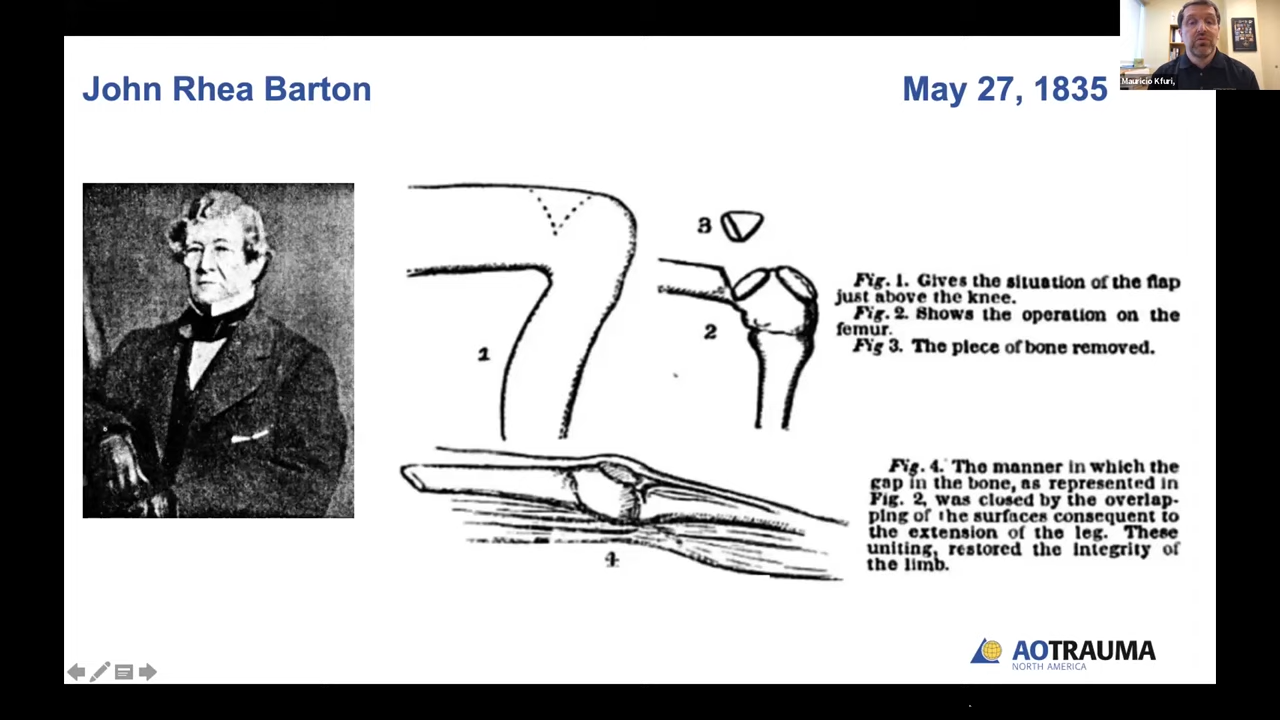 John Rhea Barton
May 27, 1835
Mauricio Kfuri,
1
2
3
4
Fig. 1. Gives the situation of the flap
just above the knee.
Fig. 2. Shows the operation on the
femur.
Fig 3. The piece of bone removed.
Fig. 4. The manner in which the
gap in the bone, as represented in
Fig. 2, was closed by the overlap-
ping of the surfaces consequent to
the extension of the leg. These
uniting, restored the integrity of
the limb.
AOTRAUMA
NORTH AMERICA